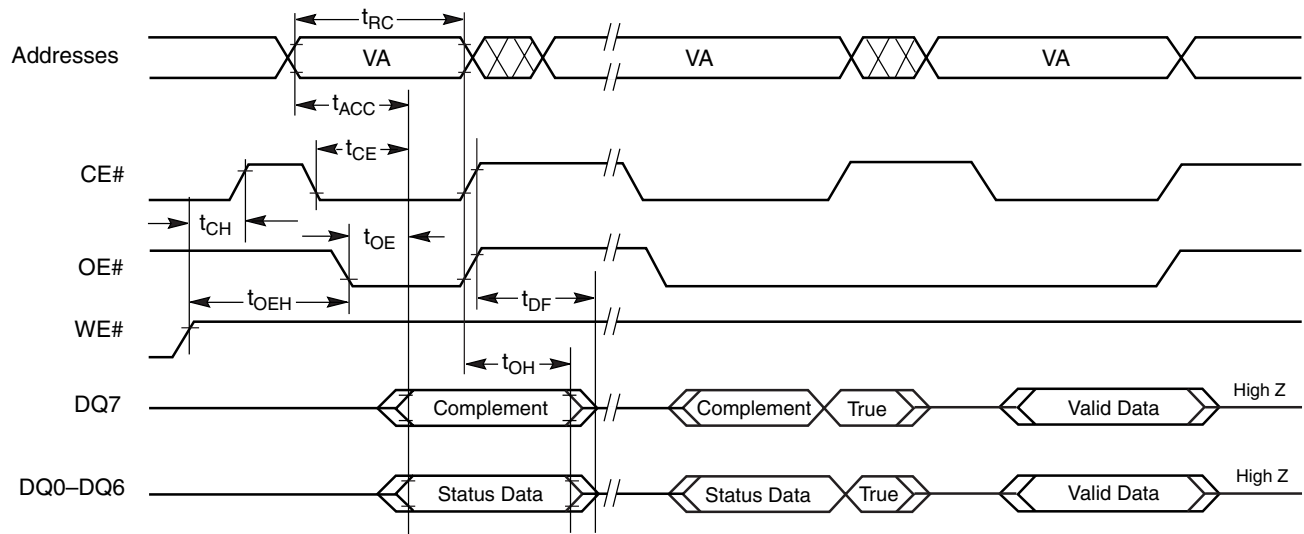 tRC
Addresses VA VA VA
tACC
tCE
CE#
tCH
tOE
OE#
tOEH
tDF
WE#
tOH
DQ7 Complement Complement True Valid Data High Z
DQ0–DQ6 Status Data Status Data True Valid Data High Z